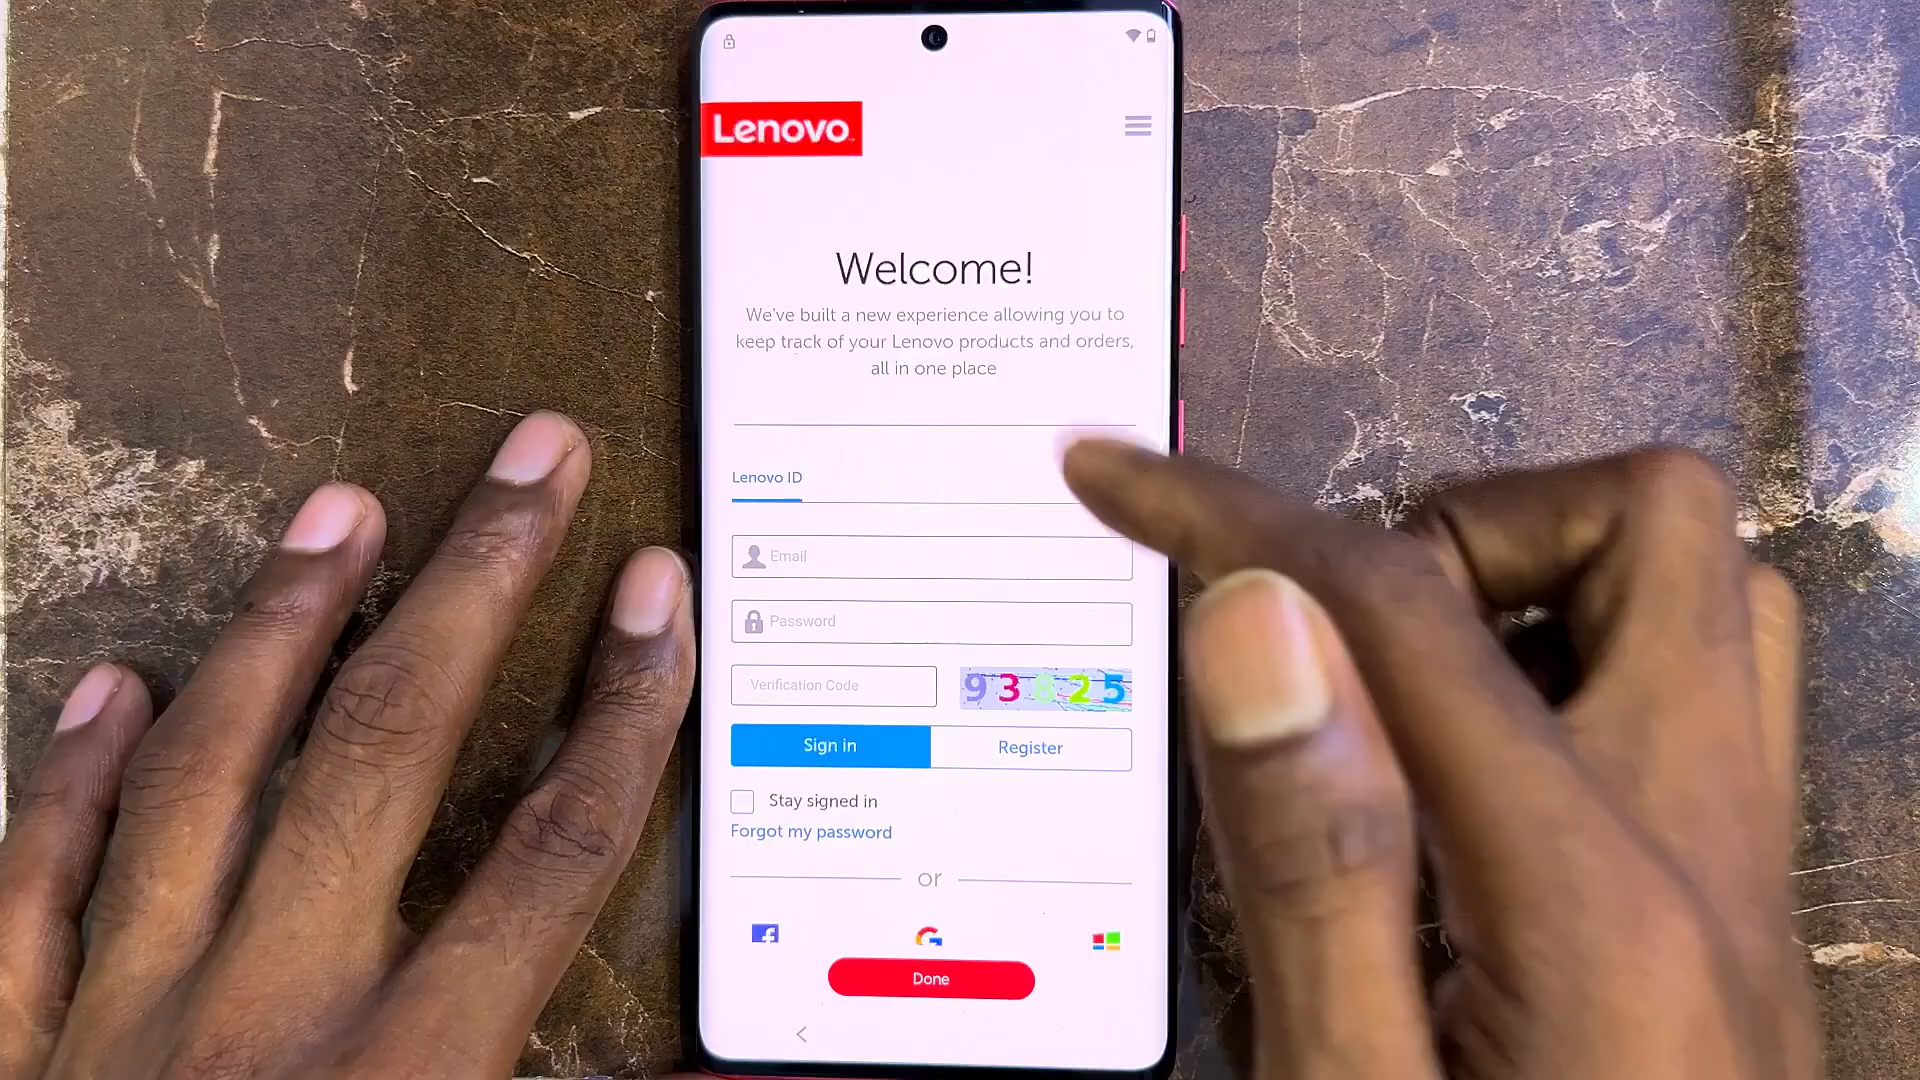 Lenovo
Welcome!
We've built a new experience allowing you to
keep track of your Lenovo products and orders,
all in one place
Lenovo ID
Email
Password
Verification Code
93825
Sign in
Register
Stay signed in
Forgot my password
or
Done